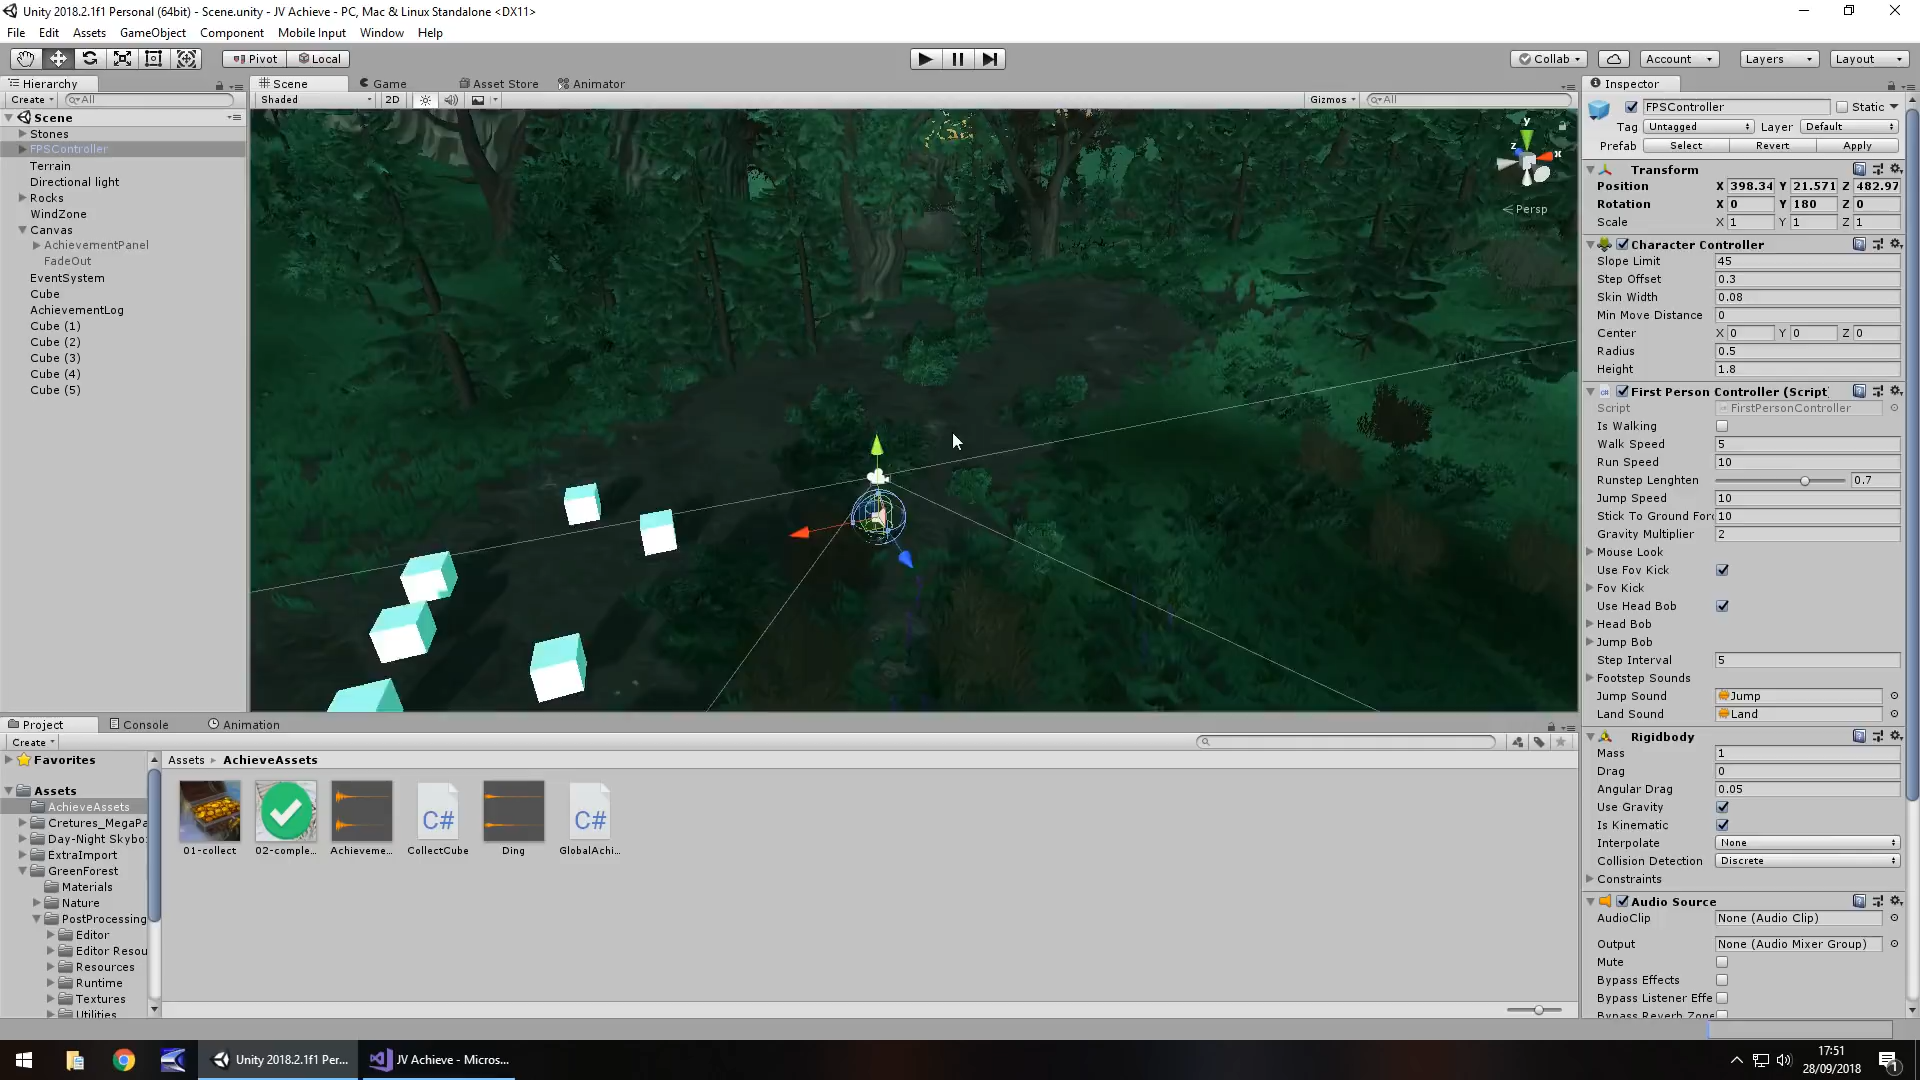 Unity 2018.2.1f1 Personal (64bit) - Scene.unity - JV Achieve - PC, Mac & Linux Standalone <DX11>
File Edit Assets GameObject Component Mobile Input Window Help
Pivot Local Collab Account Layers Layout
Hierarchy Scene Game Asset Store Animator Inspector
Create All Shaded 2D Gizmos All
FPSController Static
Tag Untagged Layer Default
Prefab Select Revert Apply
Scene
Stones
FPSController
Terrain
Directional light
Rocks
WindZone
Canvas
AchievementPanel
FadeOut
EventSystem
Cube
AchievementLog
Cube (1)
Cube (2)
Cube (3)
Cube (4)
Cube (5)
y
z x
Persp
Transform
Position X 398.34 Y 21.571 Z 482.97
Rotation X 0 Y 180 Z 0
Scale X 1 Y 1 Z 1
Character Controller
Slope Limit 45
Step Offset 0.3
Skin Width 0.08
Min Move Distance 0
Center X 0 Y 0 Z 0
Radius 0.5
Height 1.8
First Person Controller (Script)
Script FirstPersonController
Is Walking
Walk Speed 5
Run Speed 10
Runstep Lenghten 0.7
Jump Speed 10
Stick To Ground Forc 10
Gravity Multiplier 2
Mouse Look
Use Fov Kick
Fov Kick
Use Head Bob
Head Bob
Jump Bob
Step Interval 5
Footstep Sounds
Jump Sound Jump
Land Sound Land
Rigidbody
Mass 1
Drag 0
Angular Drag 0.05
Use Gravity
Is Kinematic
Interpolate None
Collision Detection Discrete
Constraints
Audio Source
AudioClip None (Audio Clip)
Output None (Audio Mixer Group)
Mute
Bypass Effects
Bypass Listener Effe
Bypass Reverb Zone
Project Console Animation
Create
Favorites
Assets
AchieveAssets
Cretures_MegaPa
Day-Night Skybo
ExtraImport
GreenForest
Materials
Nature
PostProcessing
Editor
Editor Resou
Resources
Runtime
Textures
Utilities
Assets AchieveAssets
C# C#
01-collect 02-comple... Achieveme... CollectCube Ding GlobalAchi...
Unity 2018.2.1f1 Per... JV Achieve - Micros...
17:51
28/09/2018
1